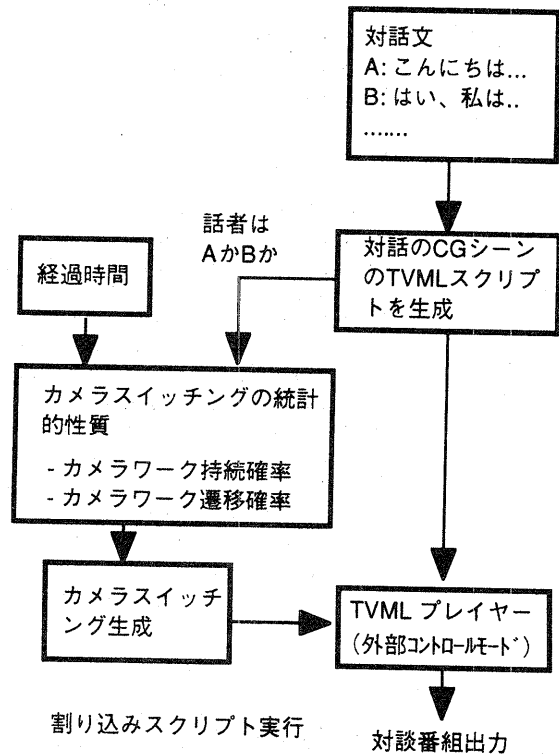 対話文
A: こんにちは...
B: はい、私は..
.......
話者は
AかBか
経過時間
対話のCGシーン
のTVMLスクリプ
トを生成
カメラスイッチングの統計
的性質
- カメラワーク持続確率
- カメラワーク遷移確率
カメラスイッチ
ング生成
TVML プレイヤー
(外部コントロールモード)
割り込みスクリプト実行
対談番組出力